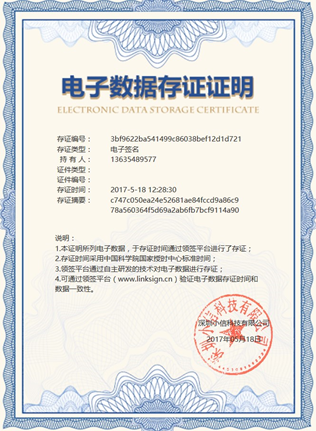 电子数据存证证明
ELECTRONIC DATA STORAGE CERTIFICATE
存证编号： 3bf9622ba541499c86038bef12d1d721
存证类型： 电子签名
持 有 人： 13635489577
证件类型：
证件编号：
存证时间： 2017-5-18 12:28:30
存证摘要： c747c050ea24e52681ae84fccd9a86c9
78a560364f5d69a2ab6fb7bcf9114a90
说明：
1.本证明所列电子数据，于存证时间通过领签平台进行了存证；
2.存证时间采用中国科学院国家授时中心标准时间；
3.领签平台通过自主研发的技术对电子数据进行存证；
4.可通过领签平台（www.linksign.cn）验证电子数据存证时间和
数据一致性。
深圳小信科技有限公司
2017年05月18日
深圳小信科技有限公司